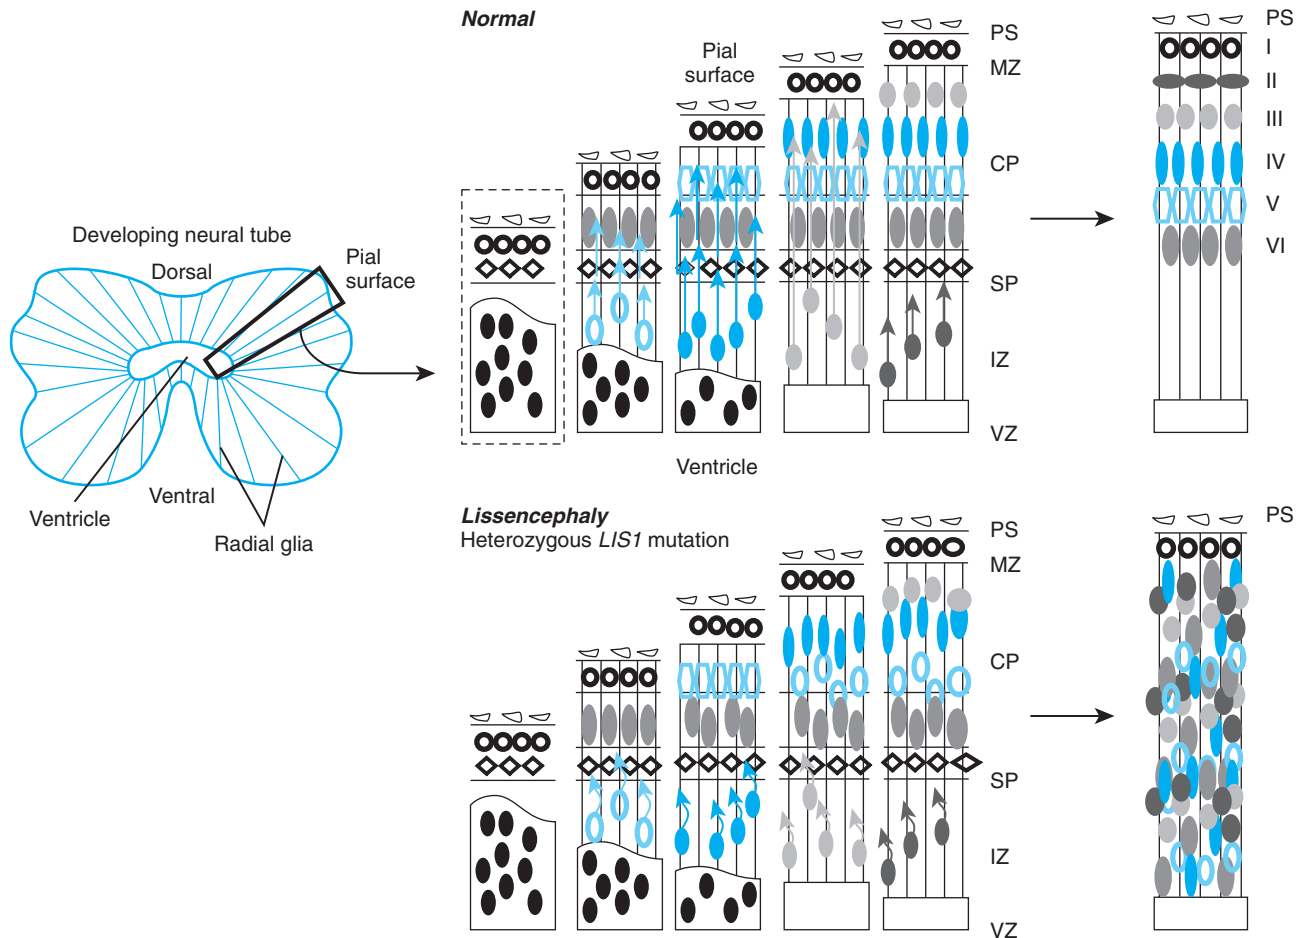 Normal
Pial
surface
PS
MZ
CP
SP
IZ
VZ
Ventricle
PS
I
II
III
IV
V
VI
Developing neural tube
Dorsal
Pial
surface
Ventral
Ventricle
Radial glia
Lissencephaly
Heterozygous LIS1 mutation
PS
MZ
CP
SP
IZ
VZ
PS